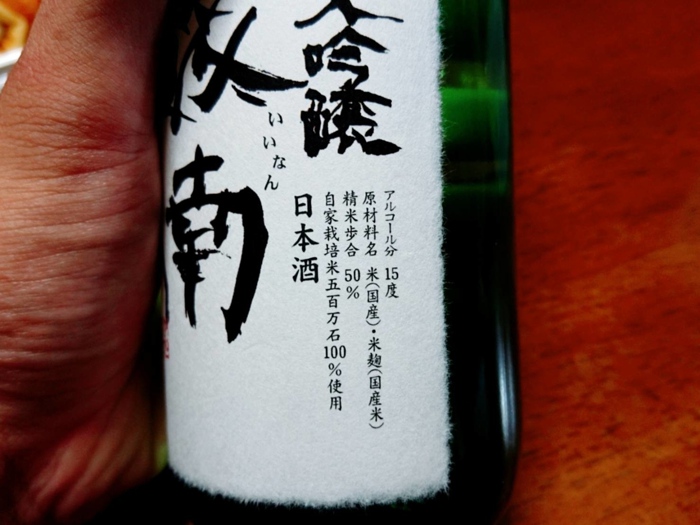 大吟醸
飯南
いいなん
アルコール分 15度
原材料名 米(国産)・米麹(国産米)
精米歩合 50%
自家栽培米五百万石100%使用
日本酒